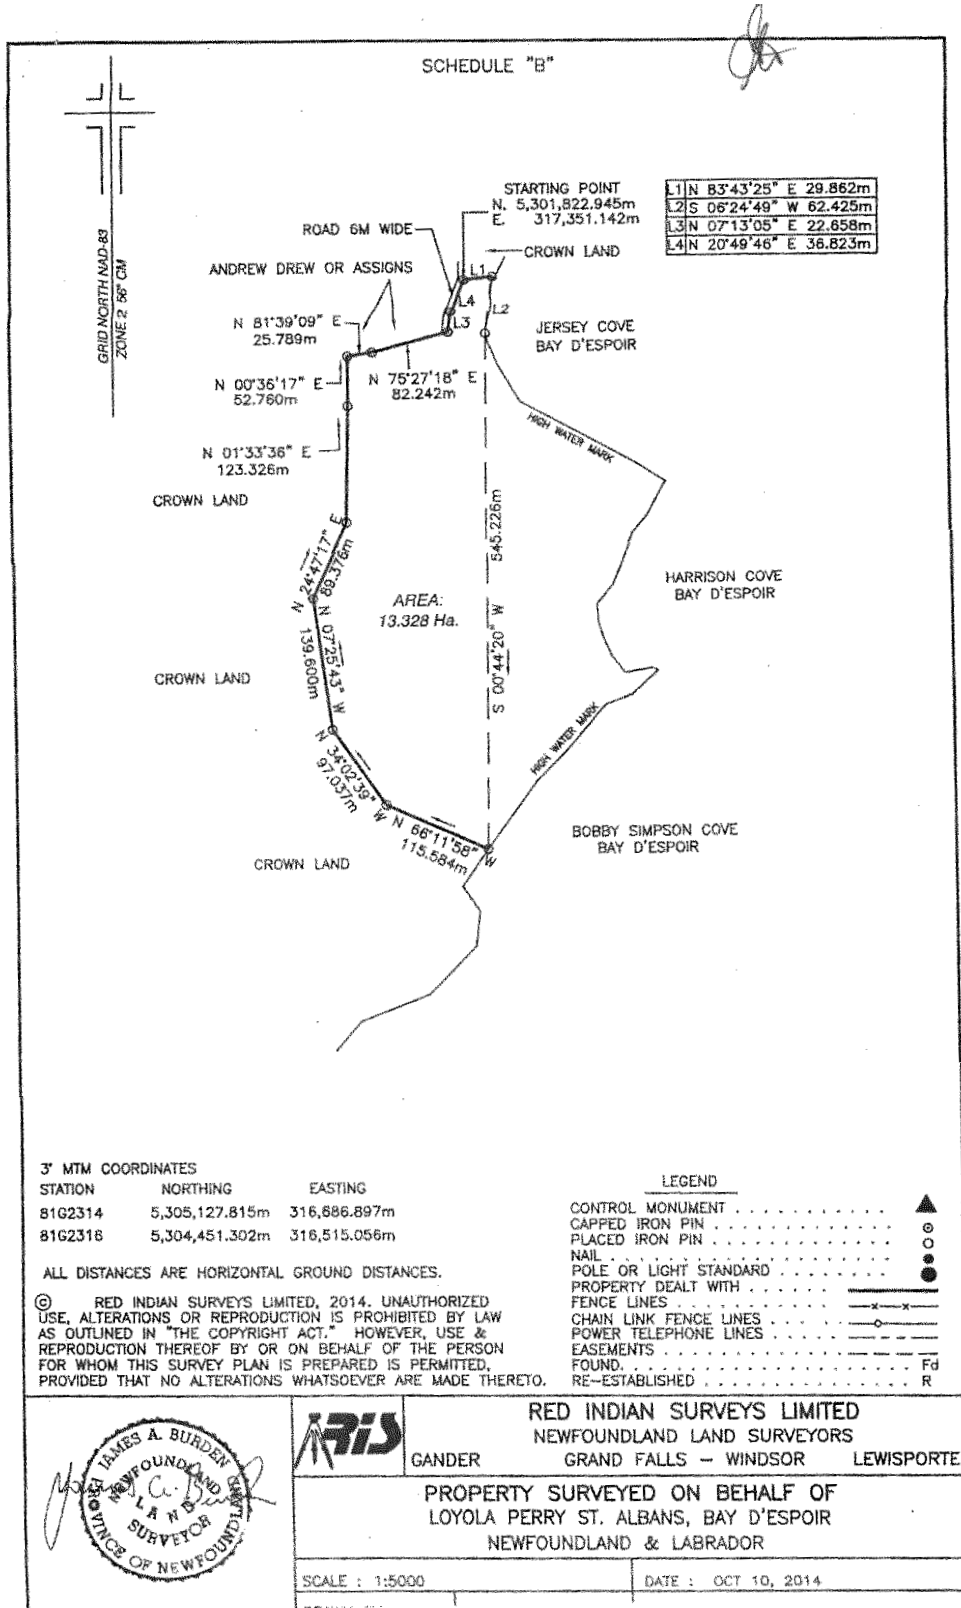 SCHEDULE "B"
GRID NORTH NAD-83
ZONE 2 56° CM
STARTING POINT
N. 5,301,822.945m
E. 317,351.142m
L1 N 83°43'25" E 29.862m
L2 S 06°24'49" W 62.425m
L3 N 07°13'05" E 22.658m
L4 N 20°49'46" E 36.823m
ROAD 6M WIDE
CROWN LAND
ANDREW DREW OR ASSIGNS
L1
L4
L2
L3
N 81°39'09" E
25.789m
JERSEY COVE
BAY D'ESPOIR
N 00°36'17" E
52.760m
N 75°27'18" E
82.242m
HIGH WATER MARK
N 01°33'36" E
123.326m
CROWN LAND
545.226m
S 00°44'20" W
N 24°47'17" E
89.376m
HARRISON COVE
BAY D'ESPOIR
AREA:
13.328 Ha.
N 07°25'43" W
139.600m
CROWN LAND
HIGH WATER MARK
N 34°02'39" W
97.037m
N 66°11'58" W
115.584m
BOBBY SIMPSON COVE
BAY D'ESPOIR
CROWN LAND
3° MTM COORDINATES
STATION NORTHING EASTING
81G2314 5,305,127.815m 316,686.897m
81G2316 5,304,451.302m 316,515.056m
ALL DISTANCES ARE HORIZONTAL GROUND DISTANCES.
© RED INDIAN SURVEYS LIMITED, 2014. UNAUTHORIZED
USE, ALTERATIONS OR REPRODUCTION IS PROHIBITED BY LAW
AS OUTLINED IN "THE COPYRIGHT ACT." HOWEVER, USE &
REPRODUCTION THEREOF BY OR ON BEHALF OF THE PERSON
FOR WHOM THIS SURVEY PLAN IS PREPARED IS PERMITTED,
PROVIDED THAT NO ALTERATIONS WHATSOEVER ARE MADE THERETO.
LEGEND
CONTROL MONUMENT
CAPPED IRON PIN
PLACED IRON PIN
NAIL
POLE OR LIGHT STANDARD
PROPERTY DEALT WITH
FENCE LINES
CHAIN LINK FENCE LINES
POWER TELEPHONE LINES
EASEMENTS
FOUND. Fd
RE-ESTABLISHED R
JAMES A. BURDEN
NEWFOUNDLAND
LAND
SURVEYOR
PROVINCE OF NEWFOUNDLAND
RIS
RED INDIAN SURVEYS LIMITED
NEWFOUNDLAND LAND SURVEYORS
GANDER GRAND FALLS - WINDSOR LEWISPORTE
PROPERTY SURVEYED ON BEHALF OF
LOYOLA PERRY ST. ALBANS, BAY D'ESPOIR
NEWFOUNDLAND & LABRADOR
SCALE : 1:5000
DATE : OCT 10, 2014